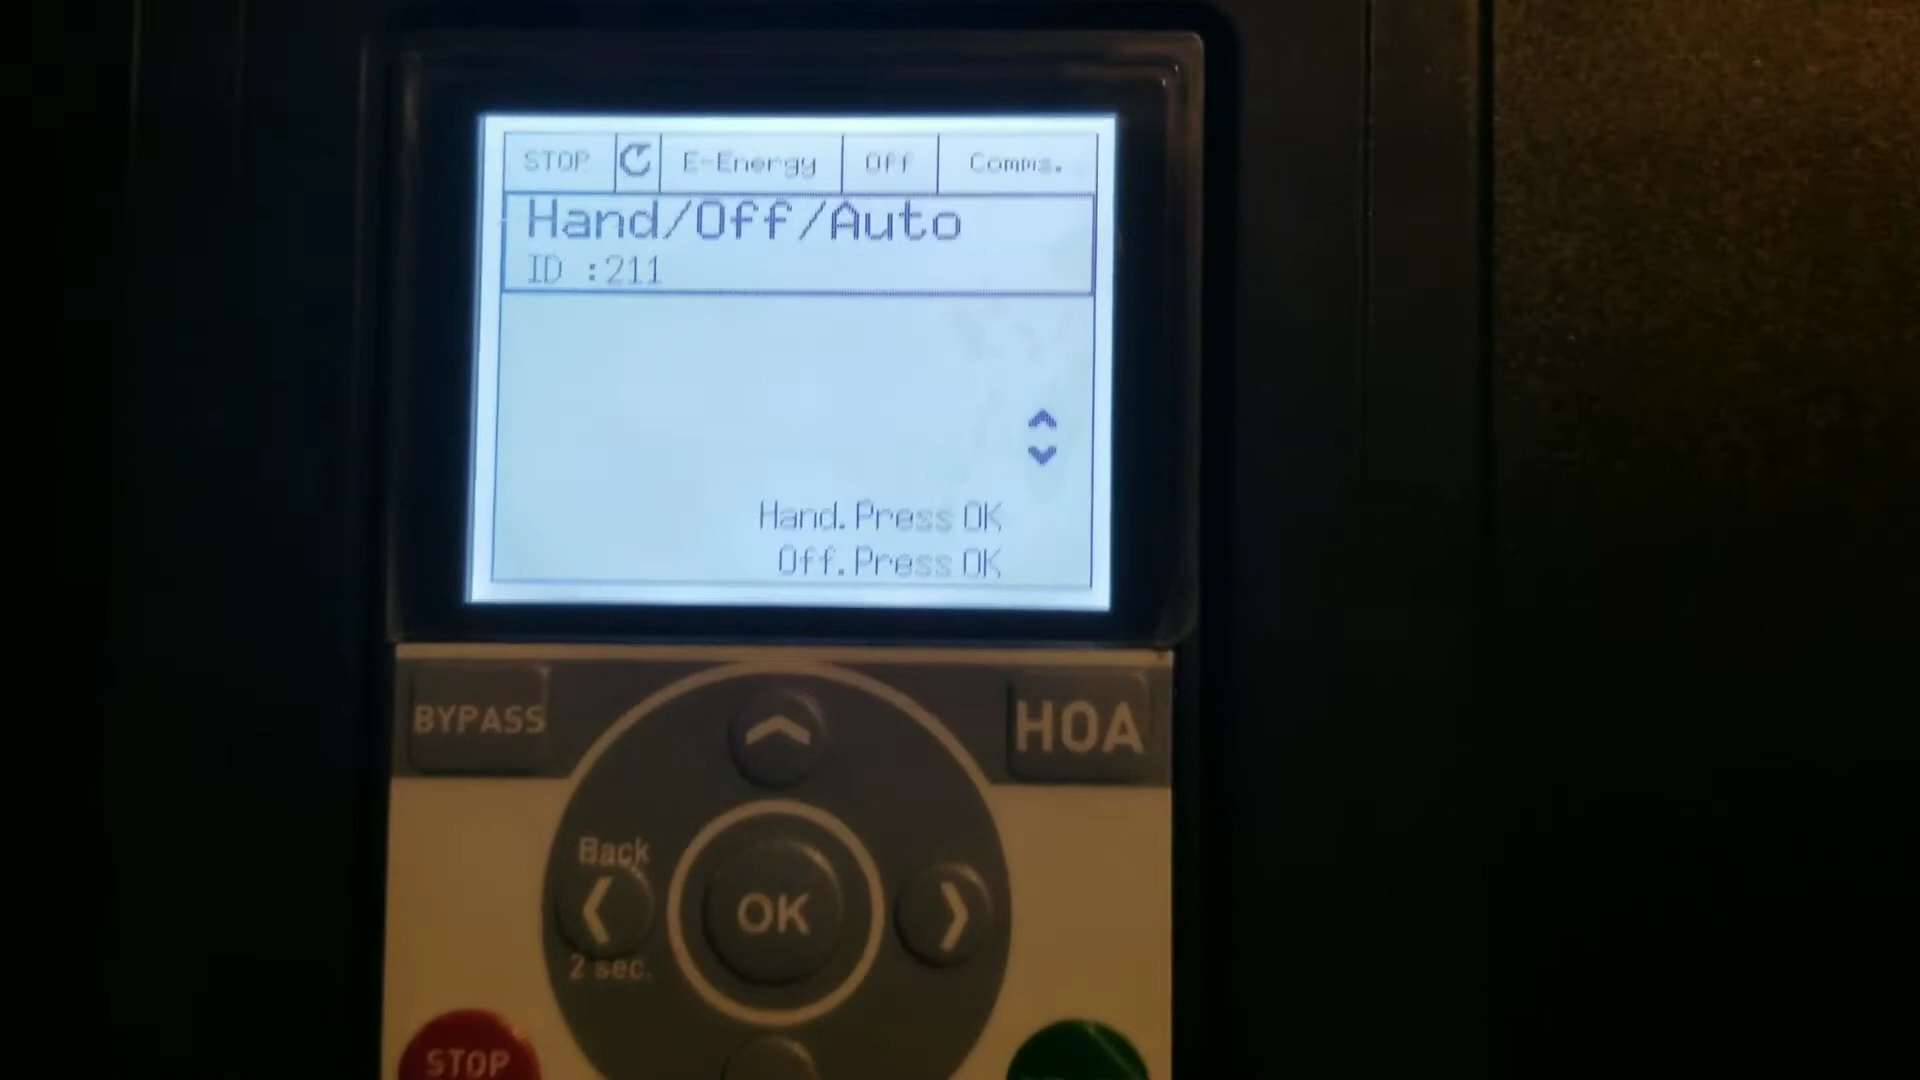 STOP E-Energy Off Comms.
Hand/Off/Auto
ID :211
Hand.Press OK
Off.Press OK
BYPASS HOA
Back
OK
2 sec.
STOP